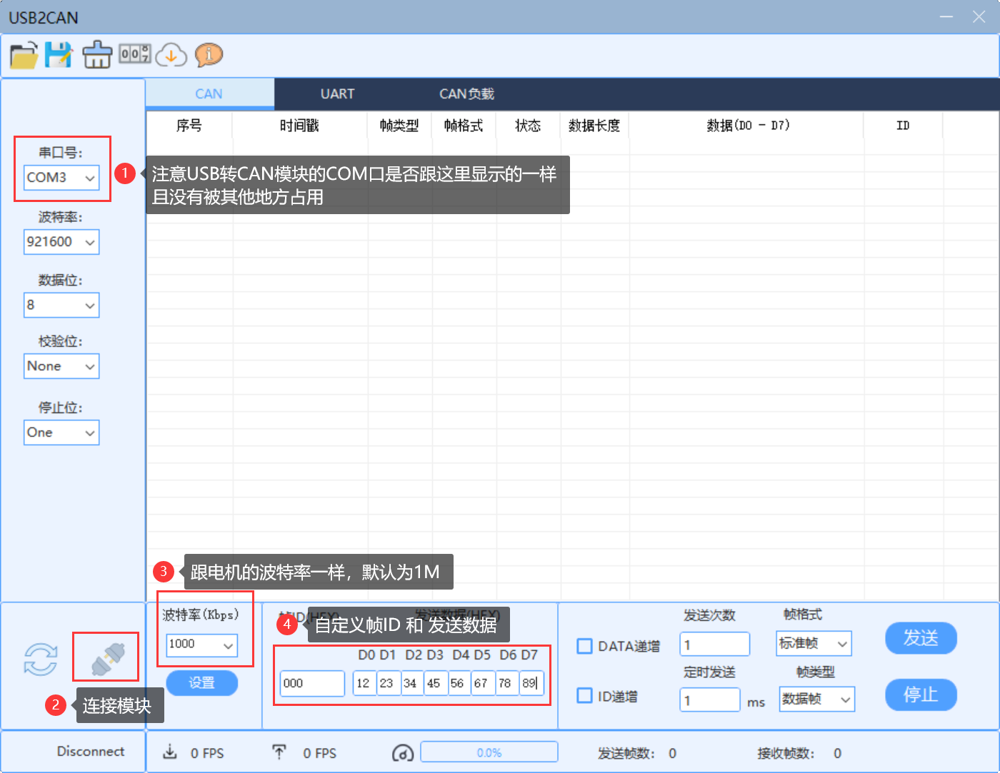 USB2CAN
CAN
UART
CAN负载
序号
时间戳
帧类型
帧格式
状态
数据长度
数据(D0 - D7)
ID
串口号:
COM3
1
注意USB转CAN模块的COM口是否跟这里显示的一样
且没有被其他地方占用
波特率:
921600
数据位:
8
校验位:
None
停止位:
One
3
跟电机的波特率一样，默认为1M
波特率(Kbps)
1000
设置
2
连接模块
帧ID(HEX)
发送数据(HEX)
4
自定义帧ID 和 发送数据
D0 D1 D2 D3 D4 D5 D6 D7
000
12 23 34 45 56 67 78 89
DATA递增
ID递增
发送次数
1
定时发送
1 ms
帧格式
标准帧
帧类型
数据帧
发送
停止
Disconnect
0 FPS
0 FPS
0.0%
发送帧数: 0
接收帧数: 0